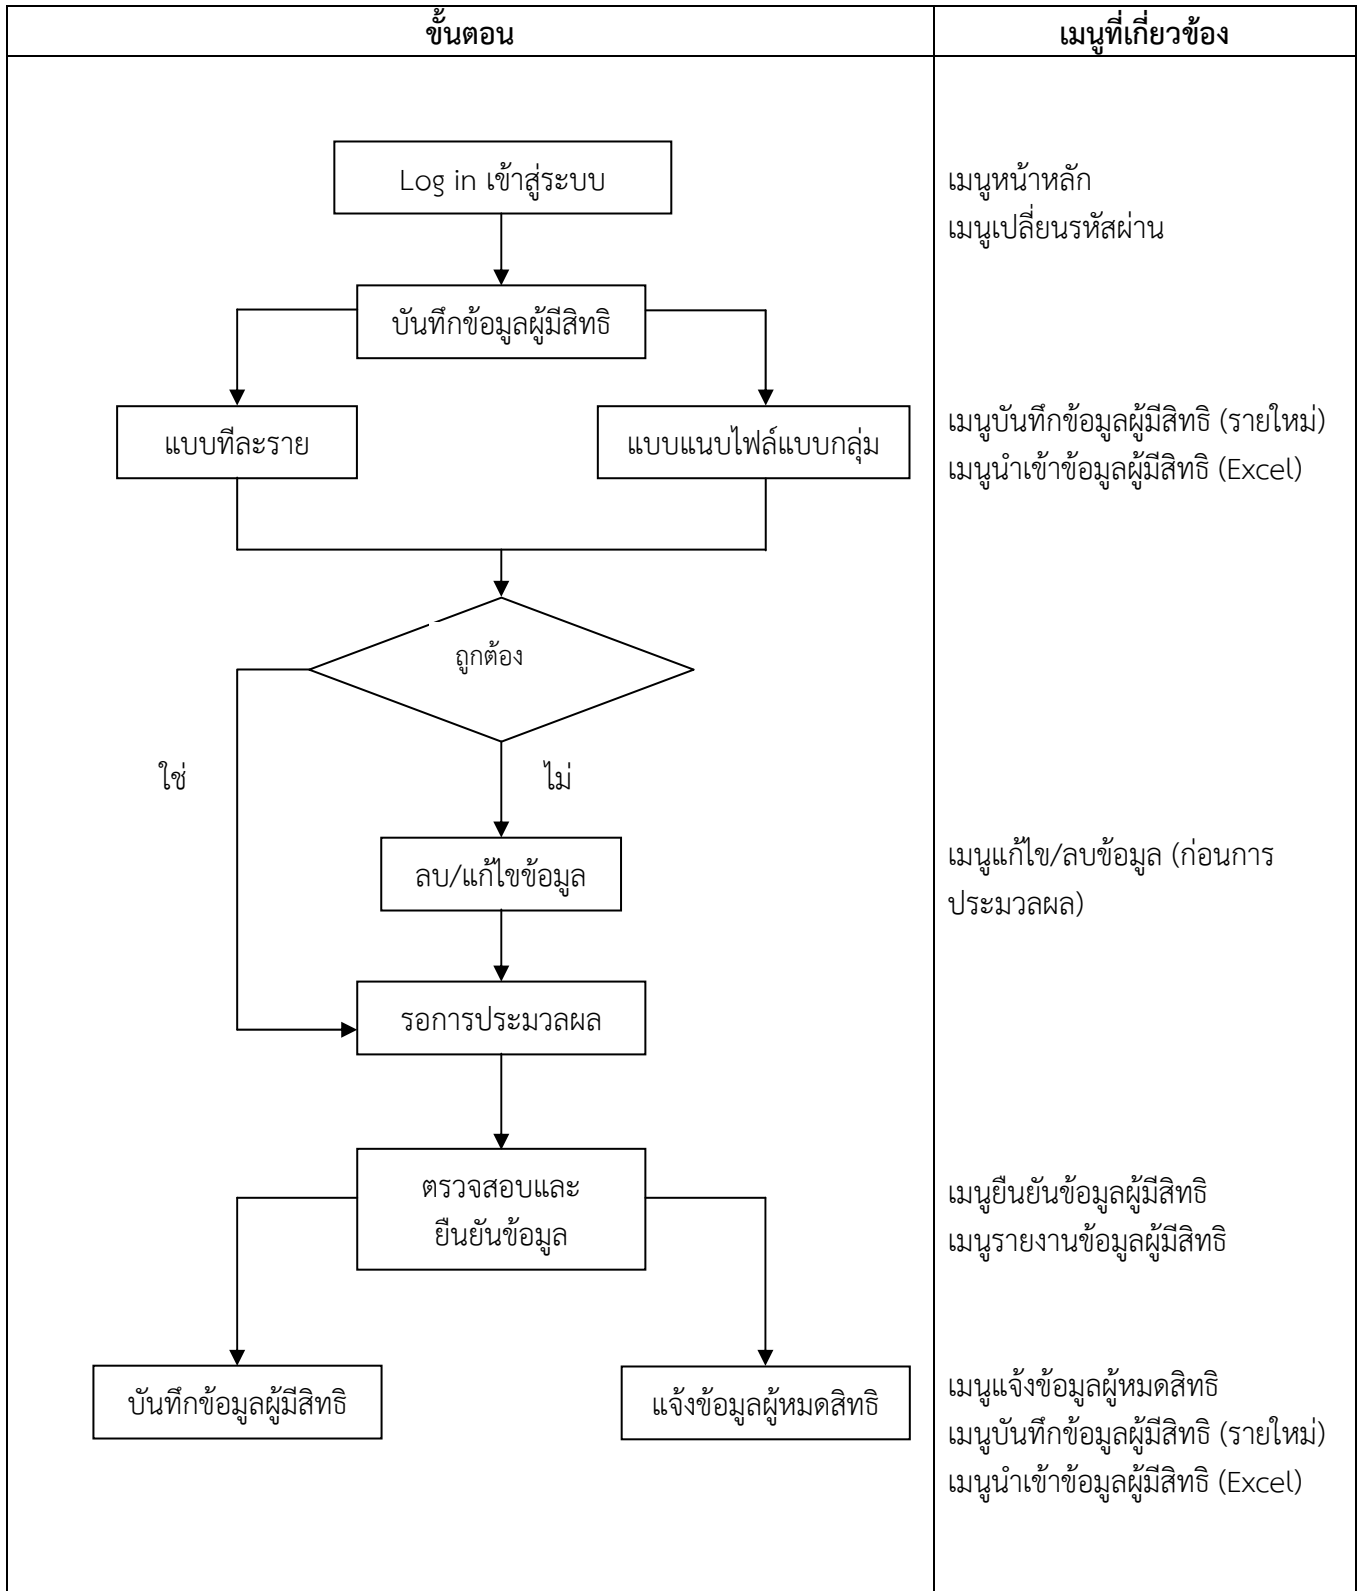 ขั้นตอน
เมนูที่เกี่ยวข้อง
Log in เข้าสู่ระบบ
เมนูหน้าหลัก
เมนูเปลี่ยนรหัสผ่าน
บันทึกข้อมูลผู้มีสิทธิ
แบบทีละราย
แบบแนบไฟล์แบบกลุ่ม
เมนูบันทึกข้อมูลผู้มีสิทธิ (รายใหม่)
เมนูนำเข้าข้อมูลผู้มีสิทธิ (Excel)
ถูกต้อง
ใช่
ไม่
ลบ/แก้ไขข้อมูล
เมนูแก้ไข/ลบข้อมูล (ก่อนการ
ประมวลผล)
รอการประมวลผล
ตรวจสอบและ
ยืนยันข้อมูล
เมนูยืนยันข้อมูลผู้มีสิทธิ
เมนูรายงานข้อมูลผู้มีสิทธิ
บันทึกข้อมูลผู้มีสิทธิ
แจ้งข้อมูลผู้หมดสิทธิ
เมนูแจ้งข้อมูลผู้หมดสิทธิ
เมนูบันทึกข้อมูลผู้มีสิทธิ (รายใหม่)
เมนูนำเข้าข้อมูลผู้มีสิทธิ (Excel)